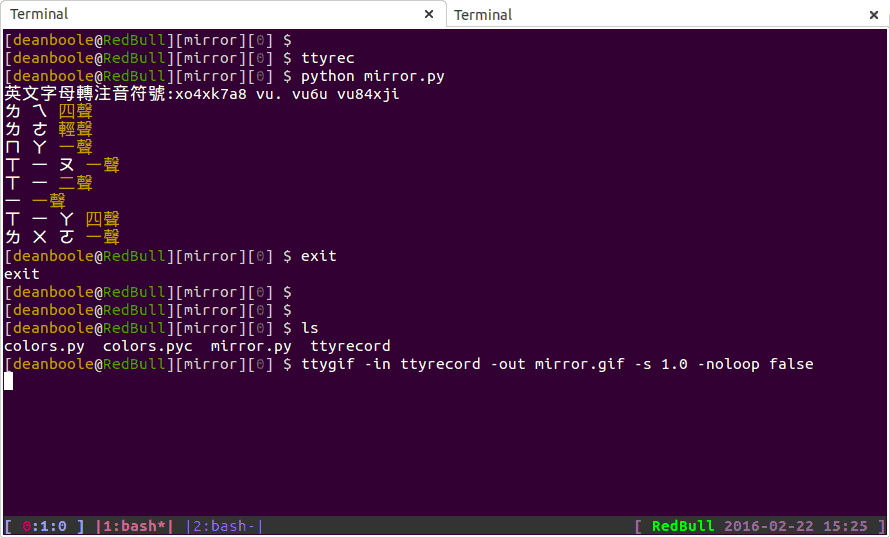 Terminal × Terminal ×
[deanboole@RedBull][mirror][0] $
[deanboole@RedBull][mirror][0] $ ttyrec
[deanboole@RedBull][mirror][0] $ python mirror.py
英文字母轉注音符號:xo4xk7a8 vu. vu6u vu84xji
ㄌ ㄟ 四聲
ㄌ ㄜ 輕聲
ㄇ ㄚ 一聲
ㄒ ㄧ ㄡ 一聲
ㄒ ㄧ 二聲
ㄧ 一聲
ㄒ ㄧ ㄚ 四聲
ㄌ ㄨ ㄛ 一聲
[deanboole@RedBull][mirror][0] $ exit
exit
[deanboole@RedBull][mirror][0] $
[deanboole@RedBull][mirror][0] $
[deanboole@RedBull][mirror][0] $ ls
colors.py colors.pyc mirror.py ttyrecord
[deanboole@RedBull][mirror][0] $ ttygif -in ttyrecord -out mirror.gif -s 1.0 -noloop false
[ 0:1:0 ] |1:bash*| |2:bash-| [ RedBull 2016-02-22 15:25 ]